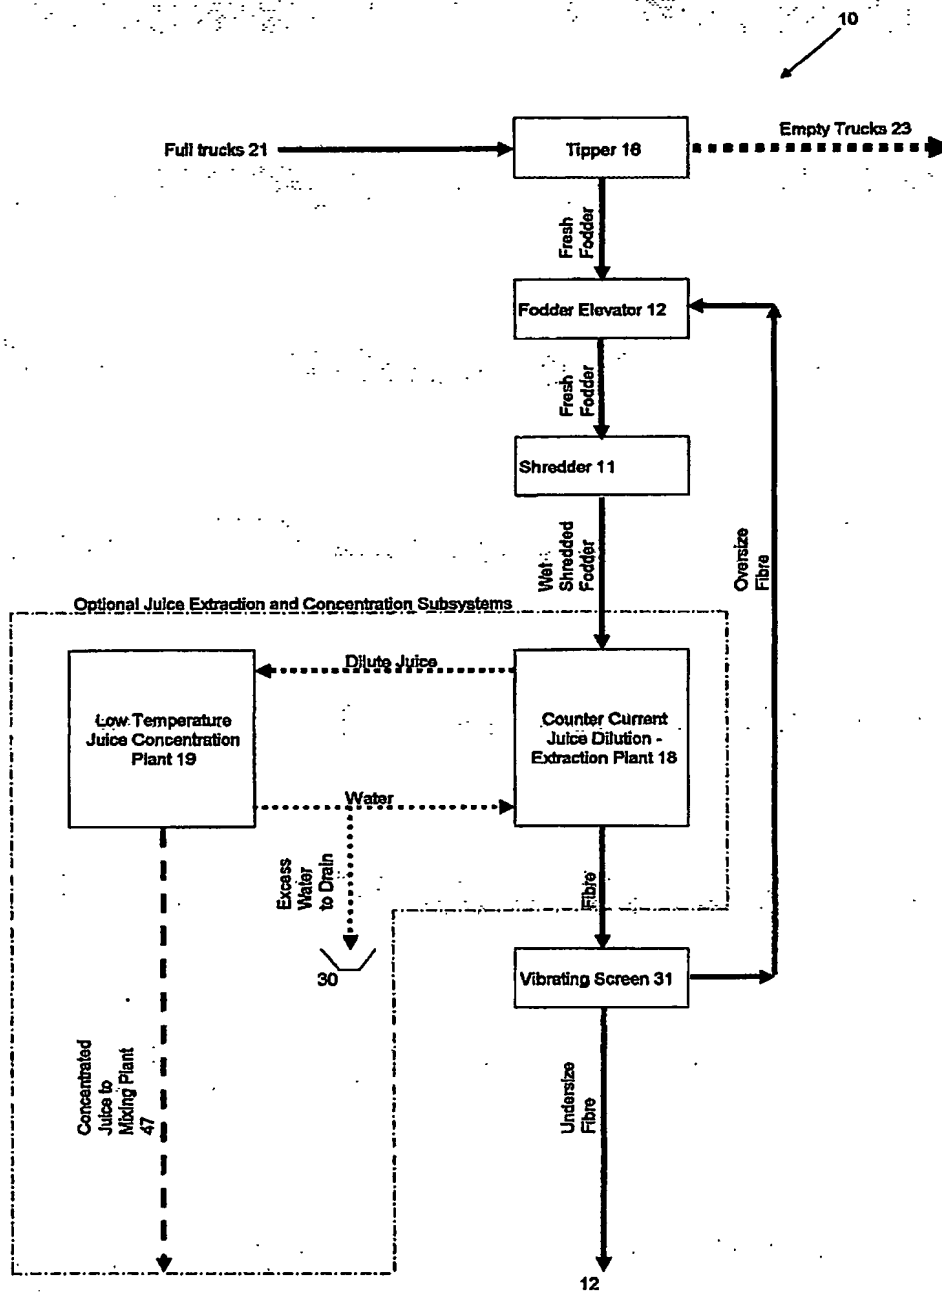 10
Empty Trucks 23
Full trucks 21
Tipper 16
Fresh
Fodder
Fodder Elevator 12
Fresh
Fodder
Shredder 11
Wet
Shredded
Fodder
Oversize
Fibre
Optional Juice Extraction and Concentration Subsystems
Dilute Juice
Low Temperature
Juice Concentration
Plant 19
Counter Current
Juice Dilution -
Extraction Plant 18
Water
Excess
Water
to Drain
Fibre
30
Vibrating Screen 31
Concentrated
Juice to
Mixing Plant
47
Undersize
Fibre
12